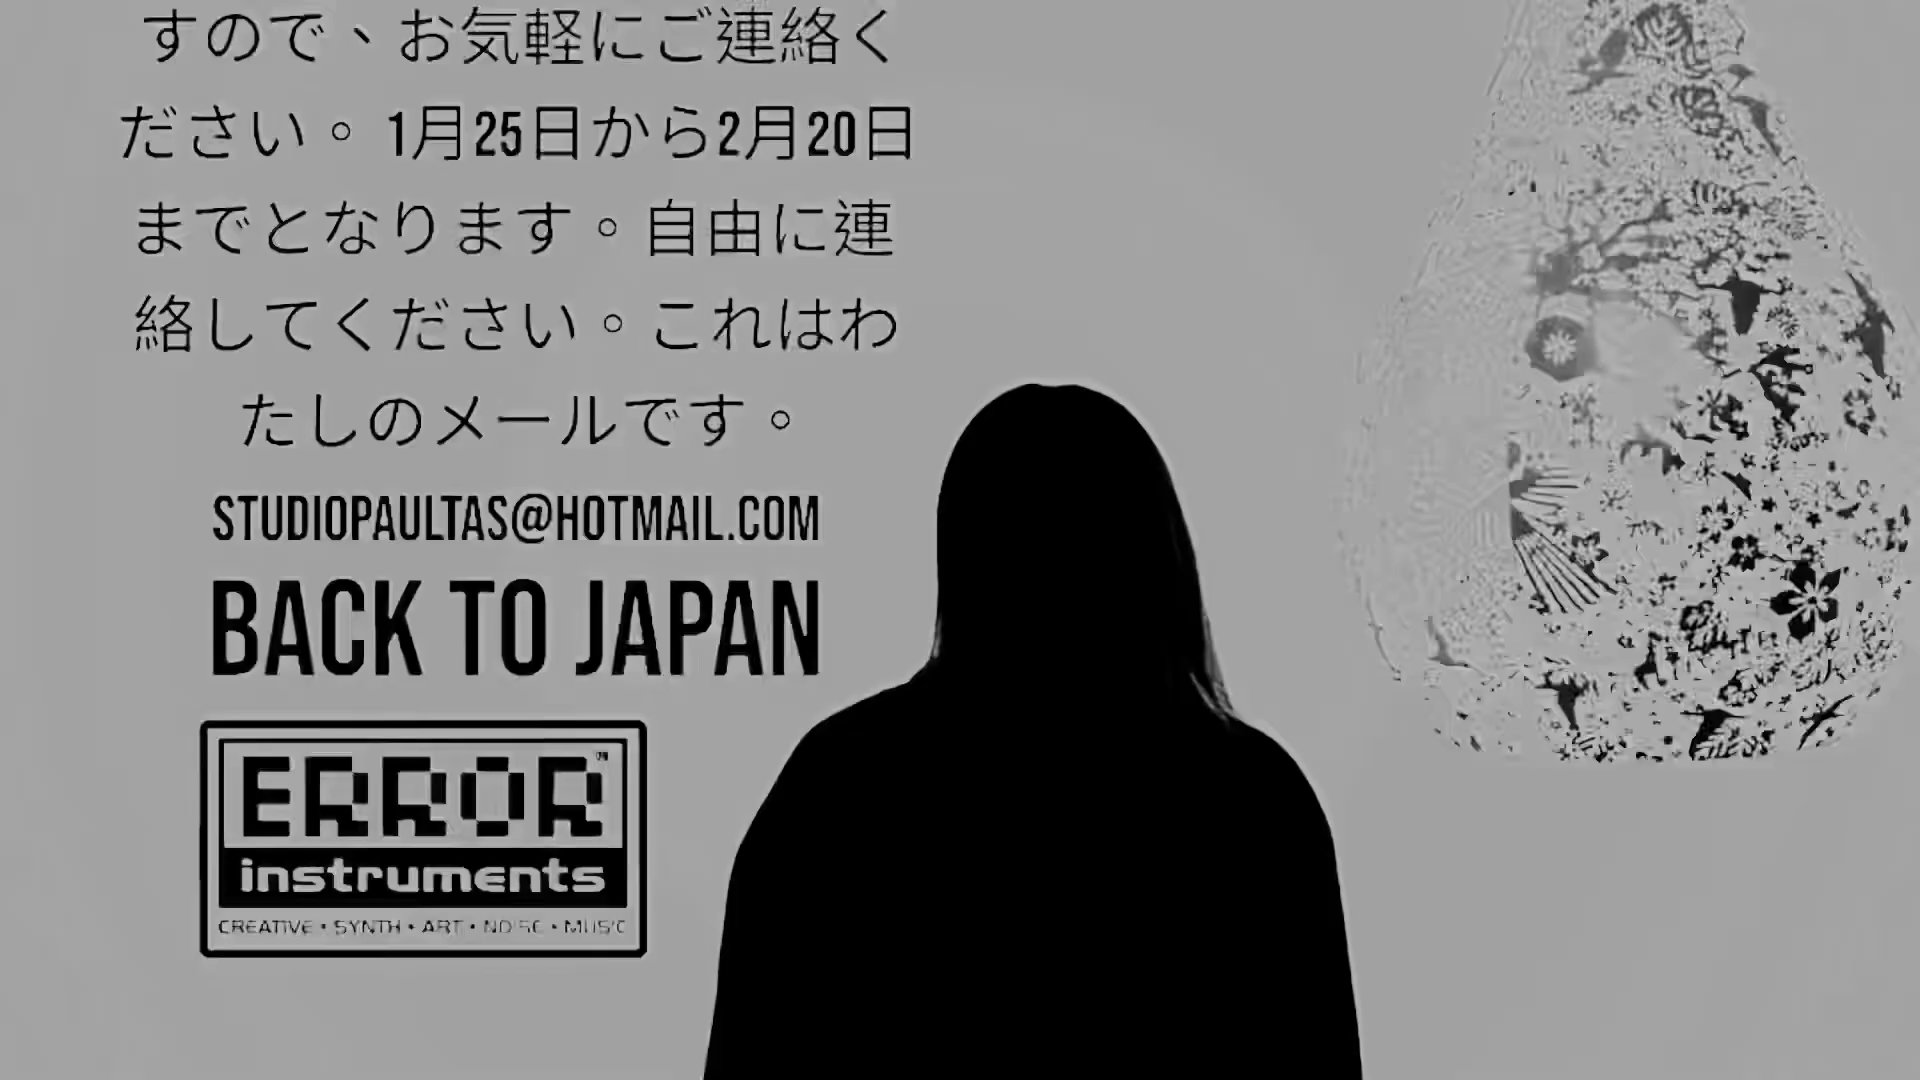 すので、お気軽にご連絡く
ださい。1月25日から2月20日
までとなります。自由に連
絡してください。これはわ
たしのメールです。
STUDIOPAULTAS@HOTMAIL.COM
BACK TO JAPAN
ERROR™
instruments
CREATIVE • SYNTH • ART • NOISE • MUSIC